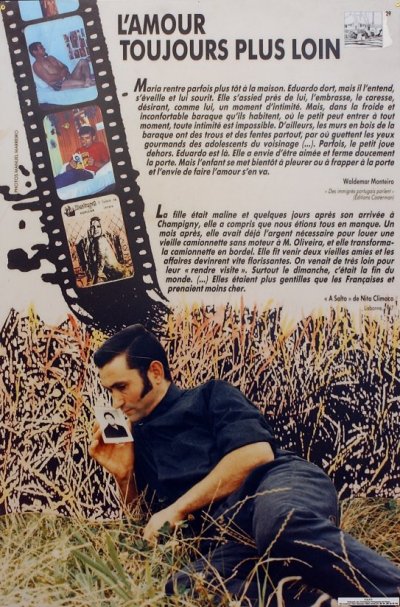 29
L'AMOUR
TOUJOURS PLUS LOIN
Maria rentre parfois plus tôt à la maison. Eduardo dort, mais il l'entend,
s'éveille et lui sourit. Elle s'assied près de lui, l'embrasse, le caresse,
désirant, comme lui, un moment d'intimité. Mais, dans la froide et
inconfortable baraque qu'ils habitent, où le petit peut entrer à tout
moment, toute intimité est impossible. D'ailleurs, les murs en bois de la
baraque ont des trous et des fentes partout, par où guettent les yeux
gourmands des adolescents du voisinage (...). Parfois, le petit joue
dehors. Eduardo est là. Elle a envie d'être aimée et ferme doucement
la porte. Mais l'enfant se met bientôt à pleurer ou à frapper à la porte
et l'envie de faire l'amour s'en va.
Waldemar Monteiro
« Des immigrés portugais parlent »
(Éditions Casterman)
La fille était maline et quelques jours après son arrivée à
Champigny, elle a compris que nous étions tous en manque. Un
mois après, elle avait déjà l'argent nécessaire pour louer une
vieille camionnette sans moteur à M. Oliveira, et elle transforma
la camionnette en bordel. Elle fit venir deux vieilles amies et les
affaires devinrent vite florissantes. On venait de très loin pour
leur « rendre visite ». Surtout le dimanche, c'était la fin du
monde. (...) Elles étaient plus gentilles que les Françaises et
prenaient moins cher.
« A Salto » de Nita Climaco
Lisbonne